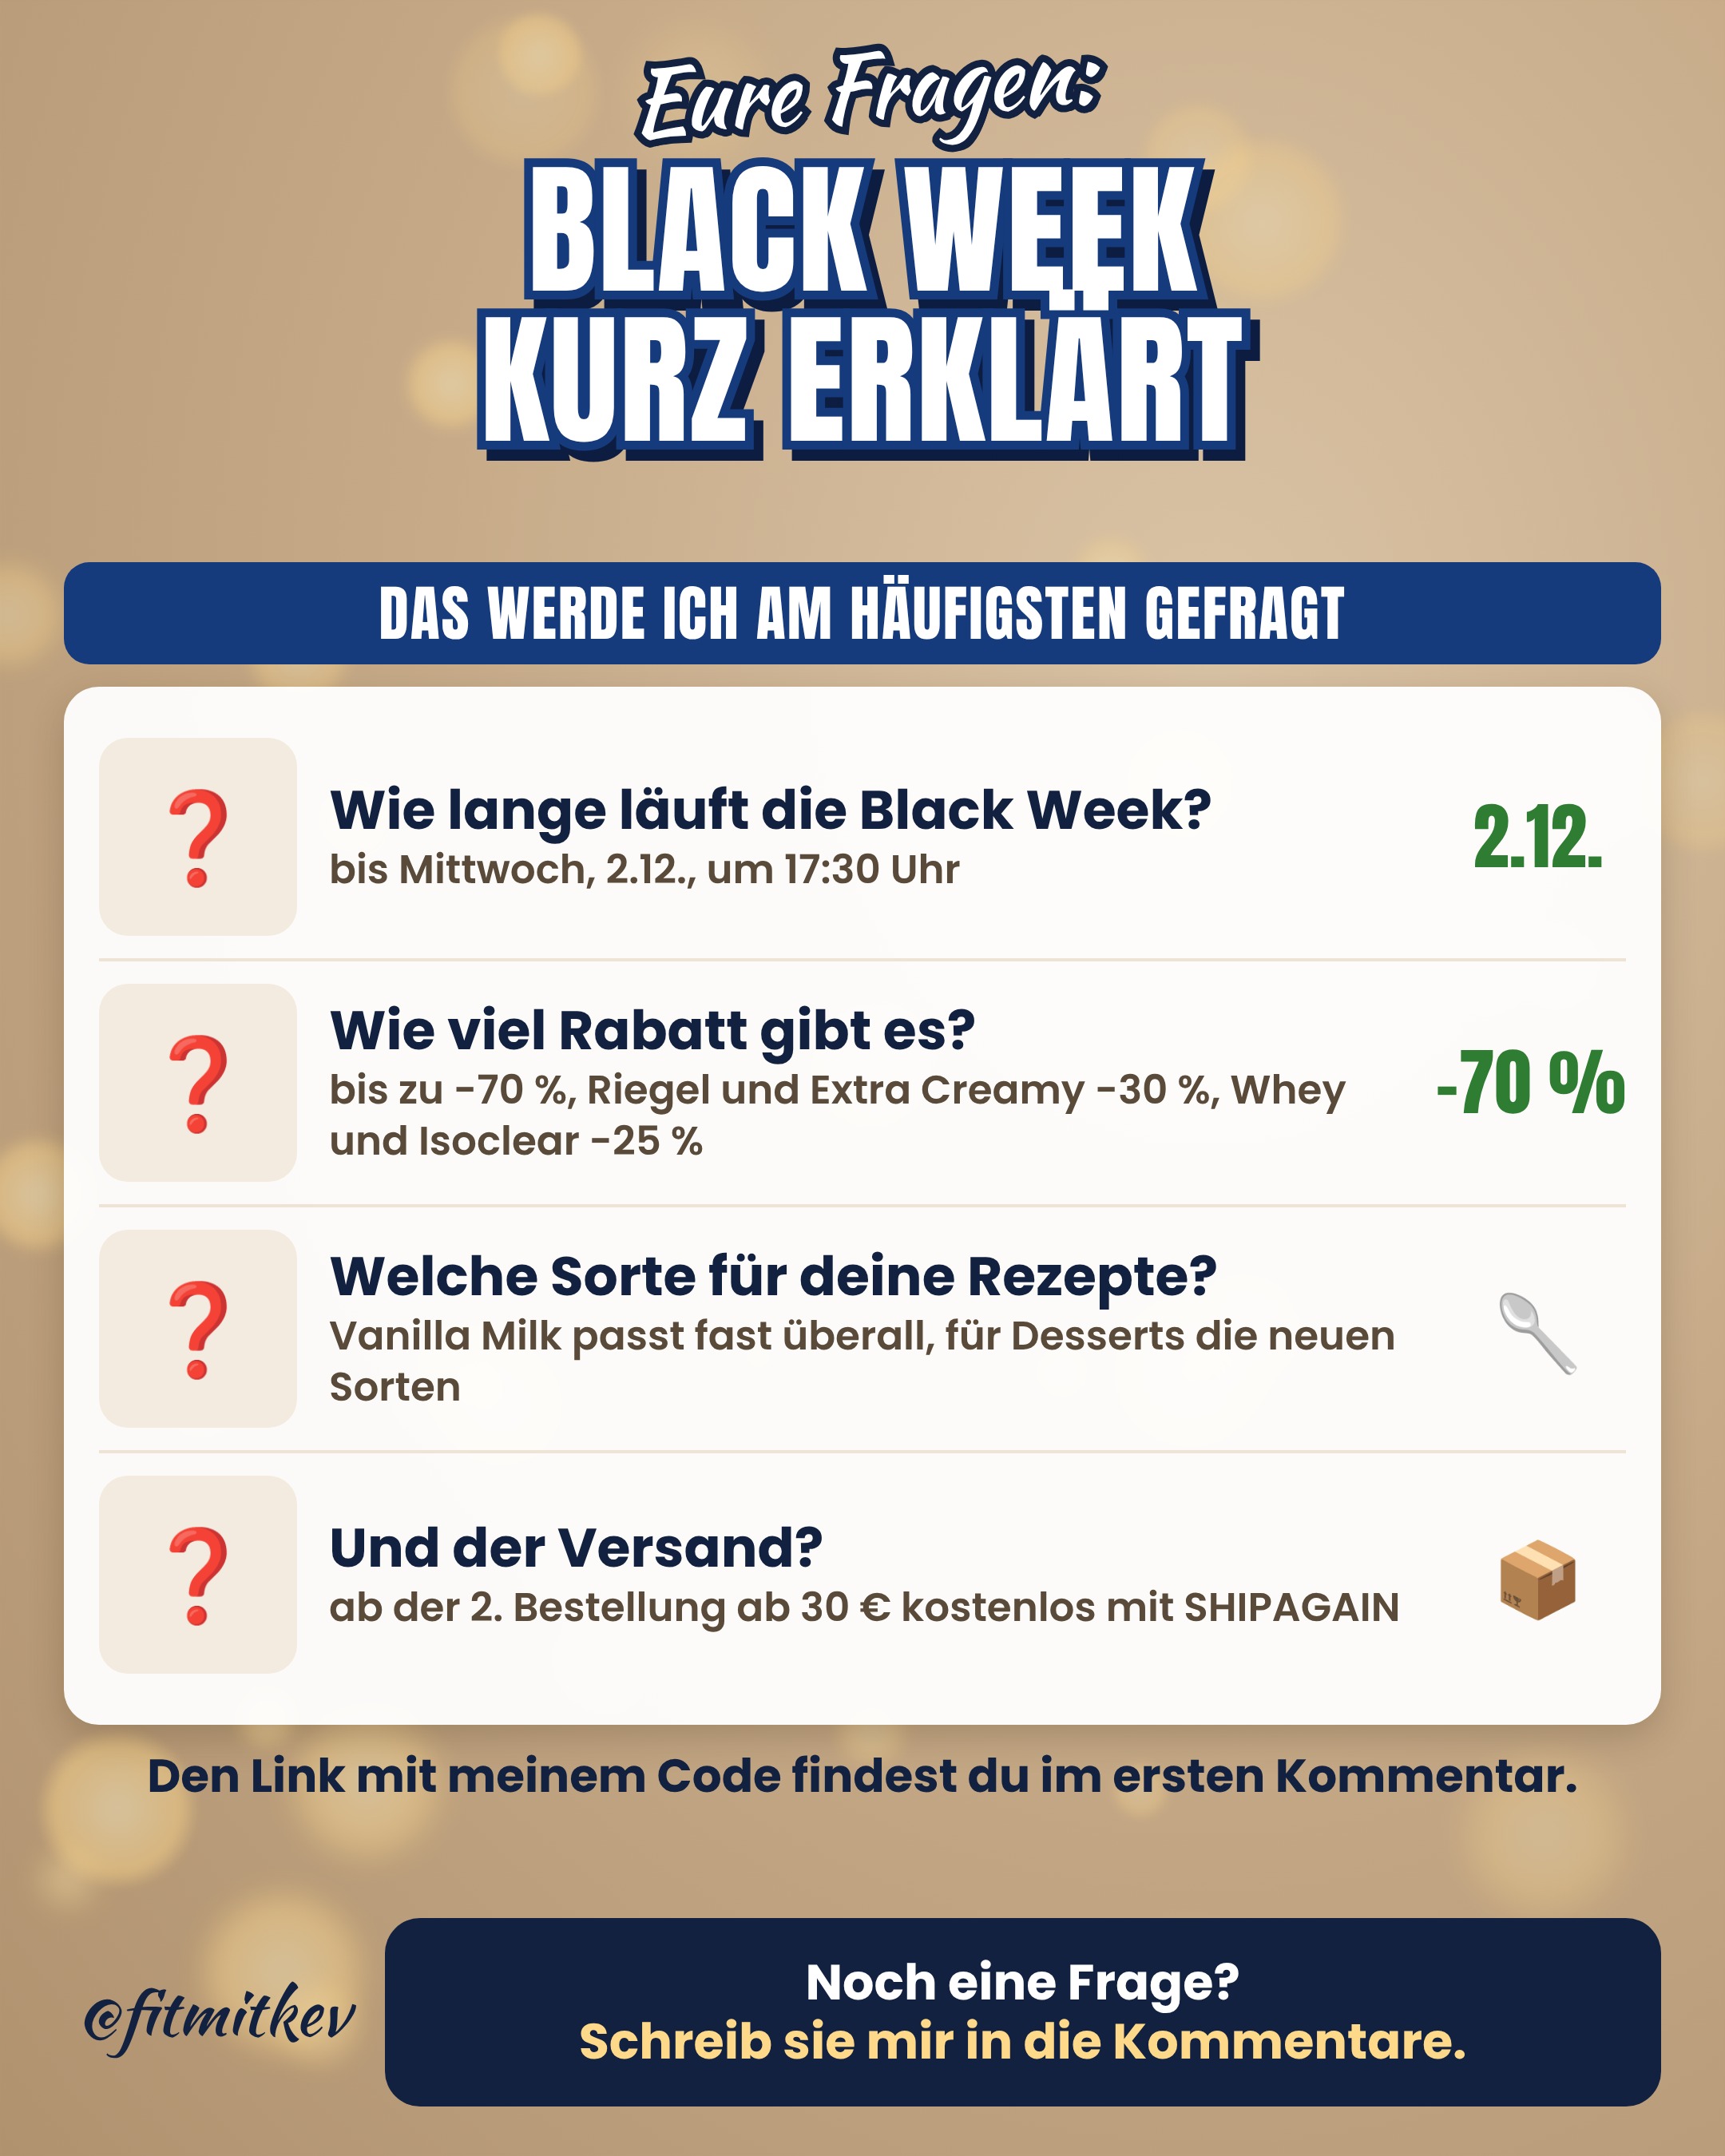 Eure Fragen:
BLACK WEEK
KURZ ERKLÄRT
DAS WERDE ICH AM HÄUFIGSTEN GEFRAGT
Wie lange läuft die Black Week?
bis Mittwoch, 2.12., um 17:30 Uhr
2.12.
Wie viel Rabatt gibt es?
bis zu −70 %, Riegel und Extra Creamy −30 %, Whey
und Isoclear −25 %
-70 %
Welche Sorte für deine Rezepte?
Vanilla Milk passt fast überall, für Desserts die neuen
Sorten
Und der Versand?
ab der 2. Bestellung ab 30 € kostenlos mit SHIPAGAIN
Den Link mit meinem Code findest du im ersten Kommentar.
@fitmitkev
Noch eine Frage?
Schreib sie mir in die Kommentare.